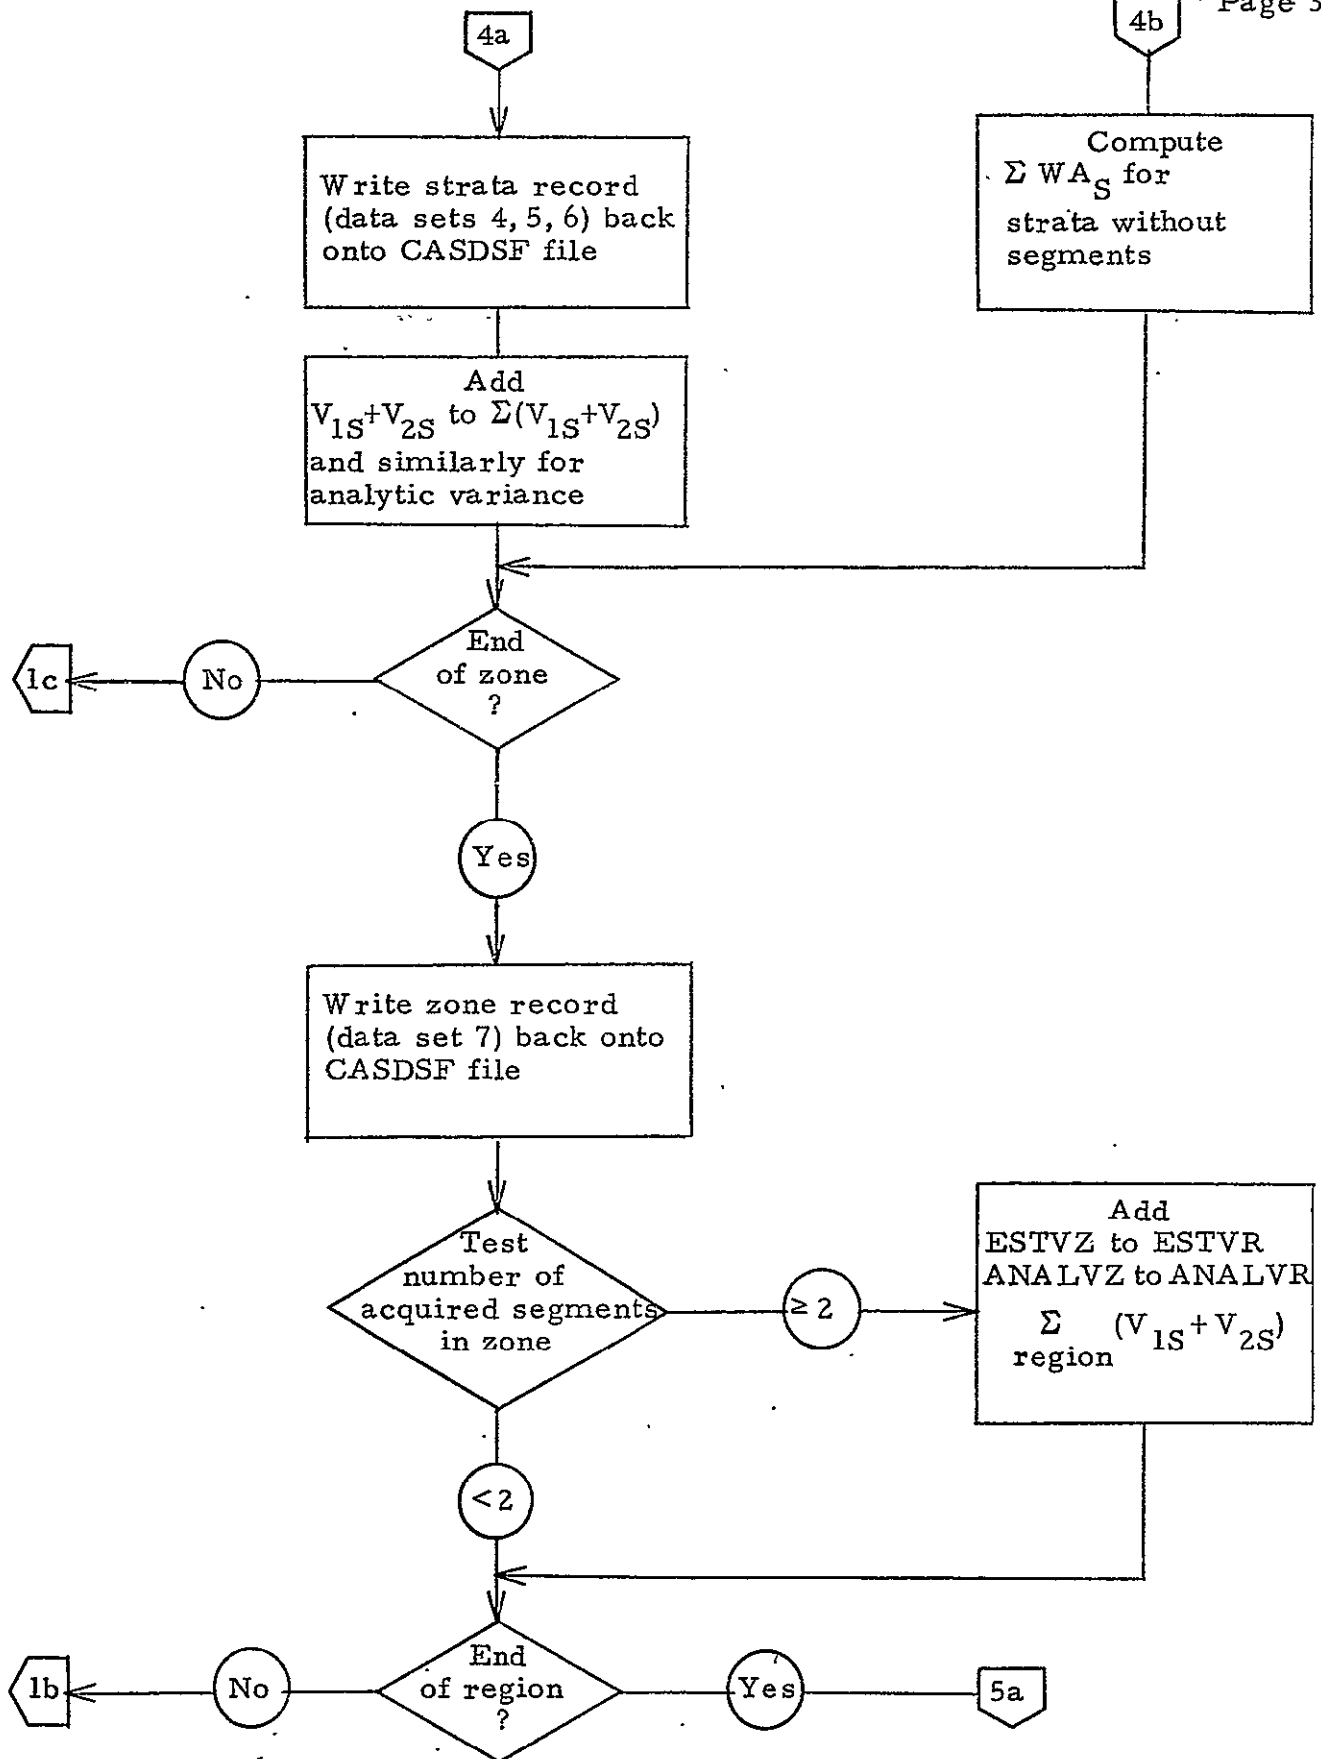 4a
4b
Page 3
Write strata record
(data sets 4, 5, 6) back
onto CASDSF file
Compute
Σ WA_S for
strata without
segments
Add
V_1S+V_2S to Σ(V_1S+V_2S)
and similarly for
analytic variance
End
of zone
?
No
1c
Yes
Write zone record
(data set 7) back onto
CASDSF file
Test
number of
acquired segments
in zone
≥ 2
Add
ESTVZ to ESTVR
ANALVZ to ANALVR
Σ (V_1S + V_2S)
region
< 2
End
of region
?
No
1b
Yes
5a